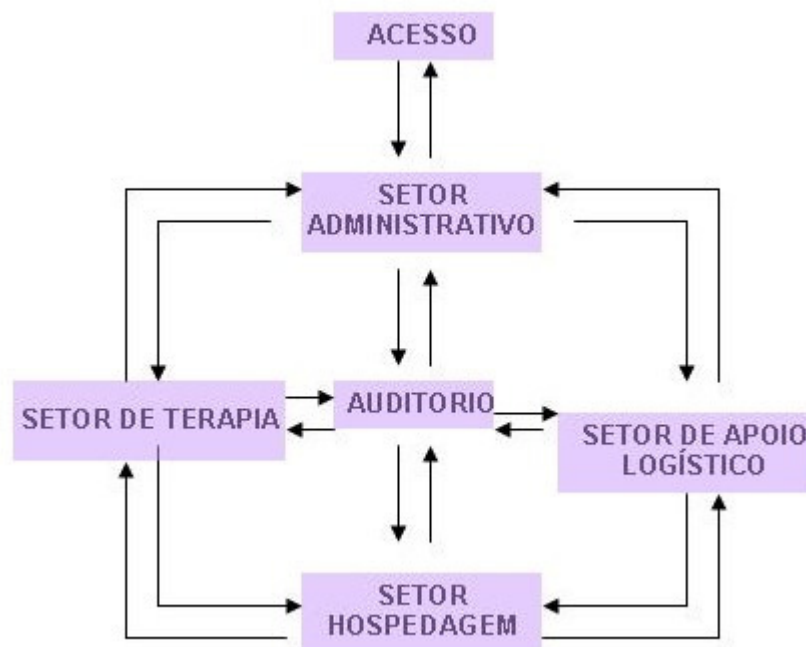 ACESSO
SETOR
ADMINISTRATIVO
SETOR DE TERAPIA
AUDITORIO
SETOR DE APOIO
LOGÍSTICO
SETOR
HOSPEDAGEM